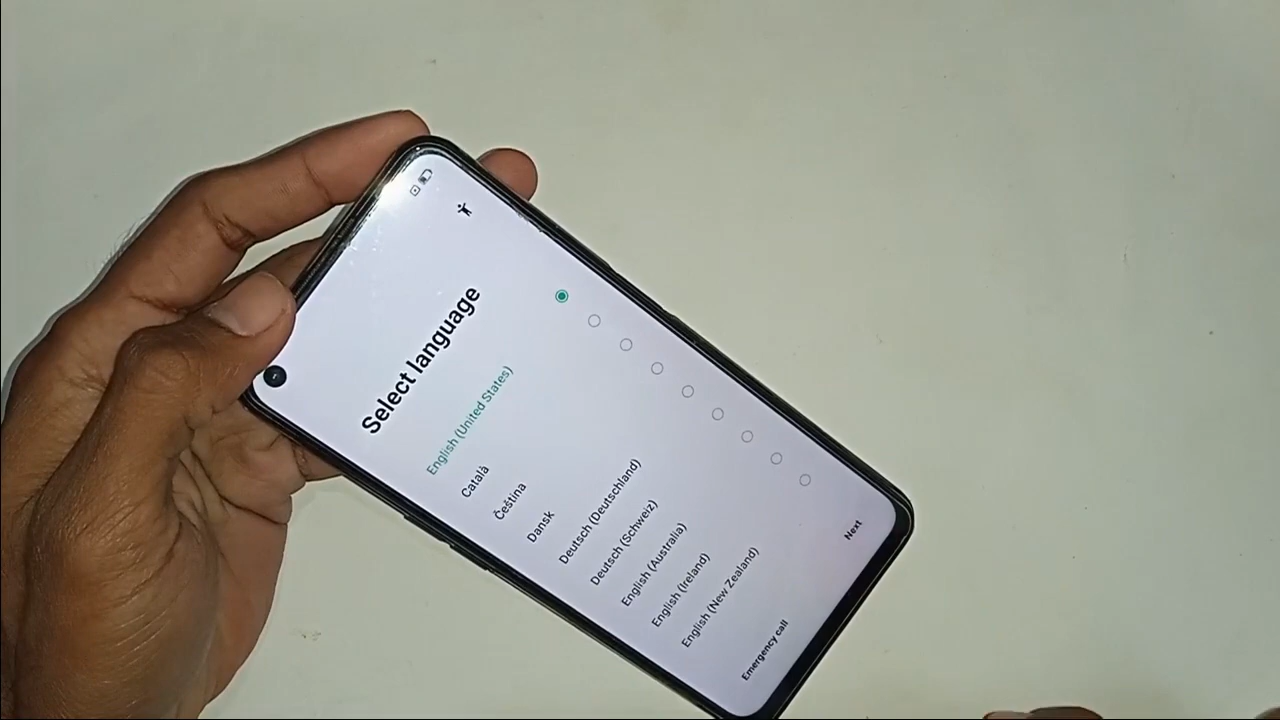 Select language
English (United States)
Català
Čeština
Dansk
Deutsch (Deutschland)
Deutsch (Schweiz)
English (Australia)
English (Ireland)
English (New Zealand)
Emergency call
Next